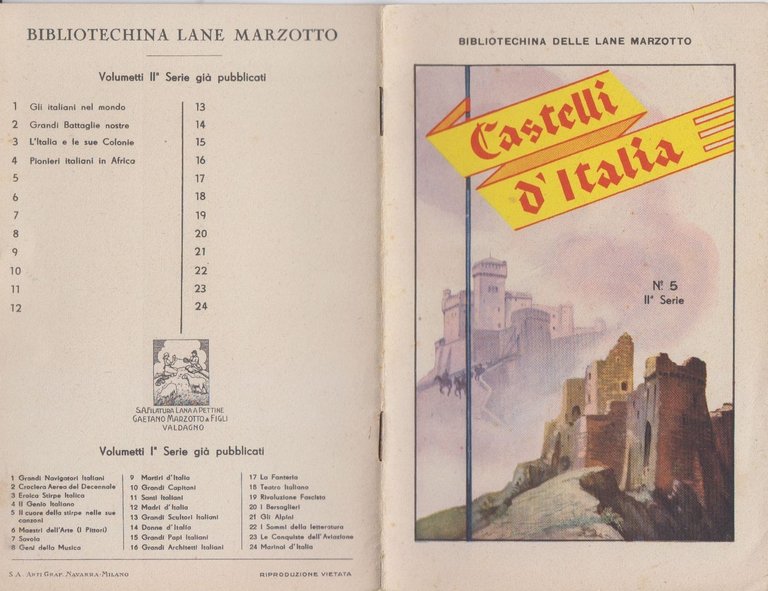 BIBLIOTECHINA LANE MARZOTTO
Volumetti IIª Serie già pubblicati
1 Gli italiani nel mondo
2 Grandi Battaglie nostre
3 L'Italia e le sue Colonie
4 Pionieri italiani in Africa
5
6
7
8
9
10
11
12
13
14
15
16
17
18
19
20
21
22
23
24
S.A. FILATURA LANA A PETTINE
GAETANO MARZOTTO & FIGLI
VALDAGNO
Volumetti Iª Serie già pubblicati
1 Grandi Navigatori Italiani
2 Crociera Aerea del Decennale
3 Eroica Stirpe Italica
4 Il Genio Italiano
5 Il cuore della stirpe nelle sue
canzoni
6 Maestri dell'Arte (I Pittori)
7 Savoia
8 Geni della Musica
9 Martiri d'Italia
10 Grandi Capitani
11 Santi Italiani
12 Madri d'Italia
13 Grandi Scultori Italiani
14 Donne d'Italia
15 Grandi Papi Italiani
16 Grandi Architetti Italiani
17 La Fanteria
18 Teatro Italiano
19 Rivoluzione Fascista
20 I Bersaglieri
21 Gli Alpini
22 I Sommi della letteratura
23 Le Conquiste dell'Aviazione
24 Marinai d'Italia
S. A. ARTI GRAF. NAVARRA-MILANO
RIPRODUZIONE VIETATA
BIBLIOTECHINA DELLE LANE MARZOTTO
Castelli
d'Italia
Nº 5
IIª Serie